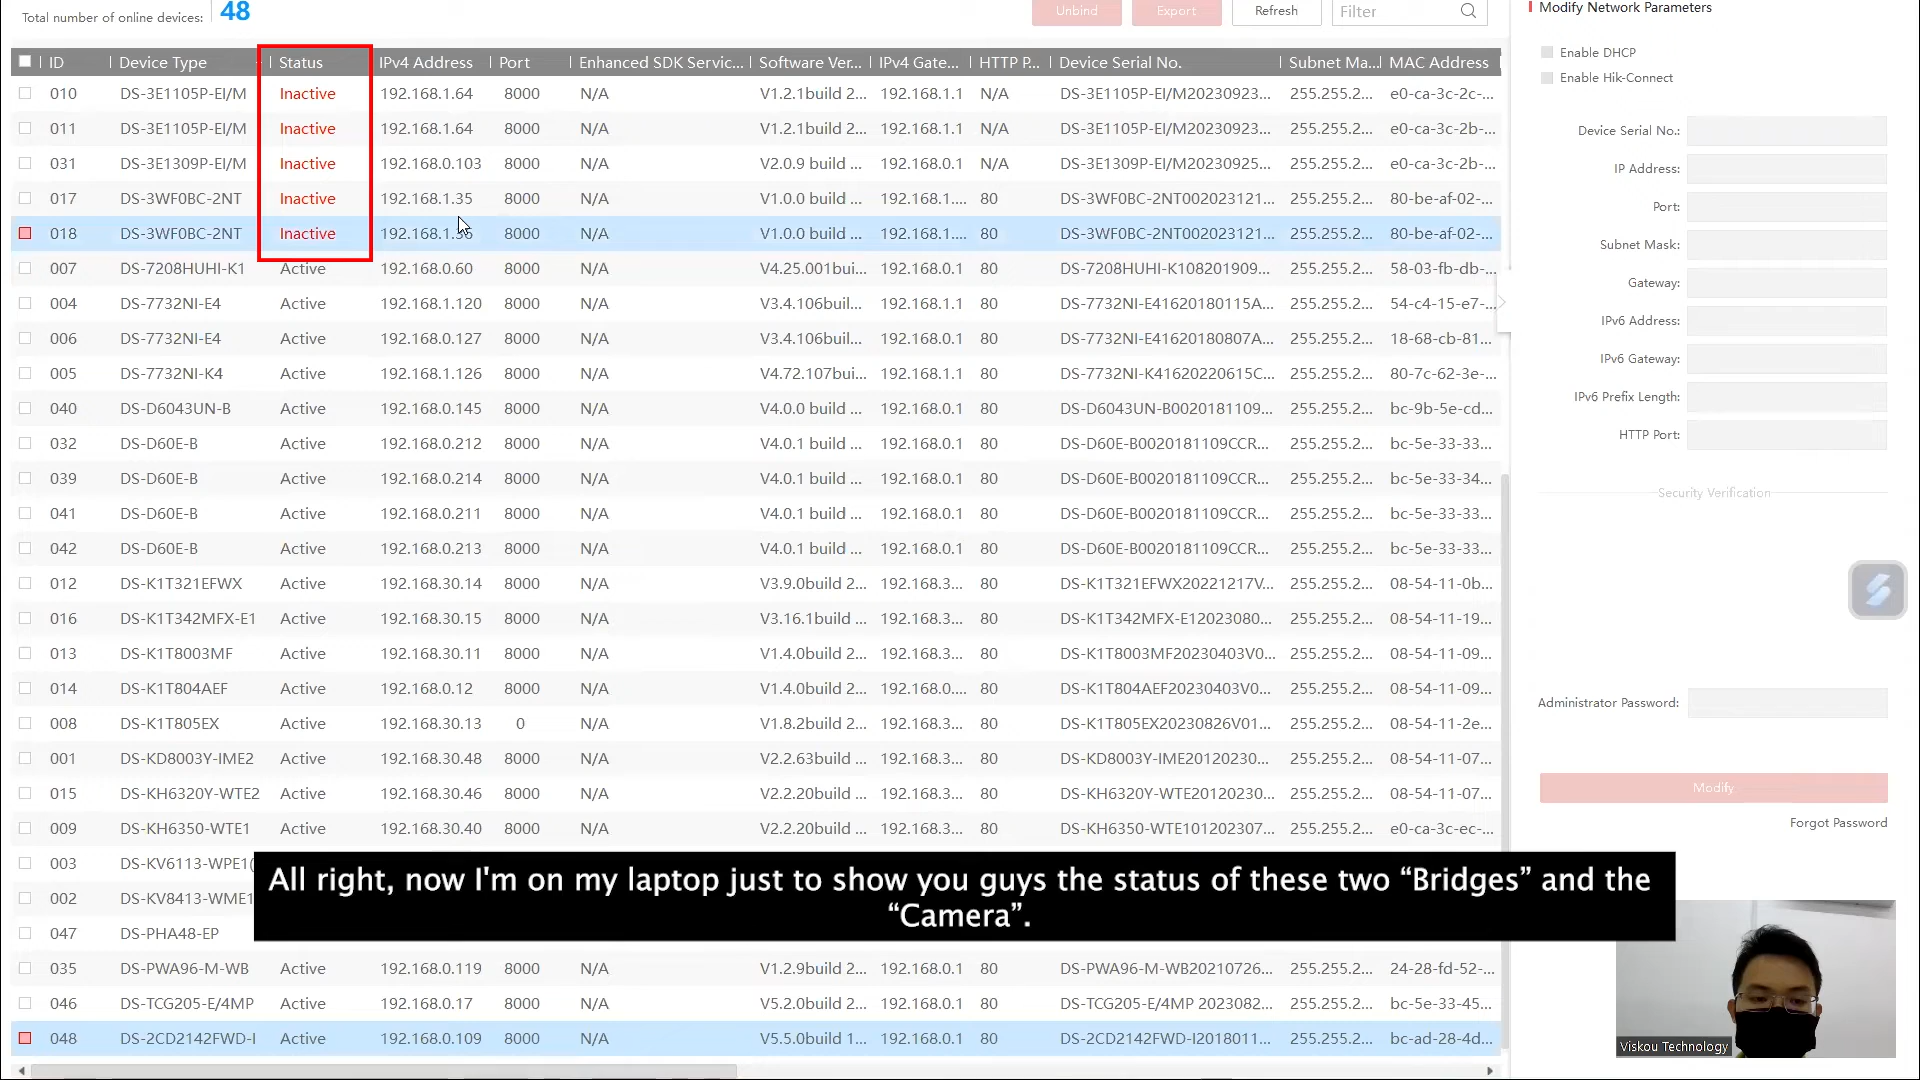 Total number of online devices: 48 Unbind Export Refresh Filter
ID Device Type Status IPv4 Address Port Enhanced SDK Servic... Software Ver... IPv4 Gate... HTTP P... Device Serial No. Subnet Ma... MAC Address
010 DS-3E1105P-EI/M Inactive 192.168.1.64 8000 N/A V1.2.1build 2... 192.168.1.1 N/A DS-3E1105P-EI/M20230923... 255.255.2... e0-ca-3c-2c-...
011 DS-3E1105P-EI/M Inactive 192.168.1.64 8000 N/A V1.2.1build 2... 192.168.1.1 N/A DS-3E1105P-EI/M20230923... 255.255.2... e0-ca-3c-2b-...
031 DS-3E1309P-EI/M Inactive 192.168.0.103 8000 N/A V2.0.9 build ... 192.168.0.1 N/A DS-3E1309P-EI/M20230925... 255.255.2... e0-ca-3c-2b-...
017 DS-3WF0BC-2NT Inactive 192.168.1.35 8000 N/A V1.0.0 build ... 192.168.1.... 80 DS-3WF0BC-2NT002023121... 255.255.2... 80-be-af-02-...
018 DS-3WF0BC-2NT Inactive 192.168.1.36 8000 N/A V1.0.0 build ... 192.168.1.... 80 DS-3WF0BC-2NT002023121... 255.255.2... 80-be-af-02-...
007 DS-7208HUHI-K1 Active 192.168.0.60 8000 N/A V4.25.001bui... 192.168.0.1 80 DS-7208HUHI-K108201909... 255.255.2... 58-03-fb-db-...
004 DS-7732NI-E4 Active 192.168.1.120 8000 N/A V3.4.106buil... 192.168.1.1 80 DS-7732NI-E41620180115A... 255.255.2... 54-c4-15-e7-...
006 DS-7732NI-E4 Active 192.168.0.127 8000 N/A V3.4.106buil... 192.168.0.1 80 DS-7732NI-E41620180807A... 255.255.2... 18-68-cb-81...
005 DS-7732NI-K4 Active 192.168.1.126 8000 N/A V4.72.107bui... 192.168.1.1 80 DS-7732NI-K41620220615C... 255.255.2... 80-7c-62-3e-...
040 DS-D6043UN-B Active 192.168.0.145 8000 N/A V4.0.0 build ... 192.168.0.1 80 DS-D6043UN-B0020181109... 255.255.2... bc-9b-5e-cd...
032 DS-D60E-B Active 192.168.0.212 8000 N/A V4.0.1 build ... 192.168.0.1 80 DS-D60E-B0020181109CCR... 255.255.2... bc-5e-33-33...
039 DS-D60E-B Active 192.168.0.214 8000 N/A V4.0.1 build ... 192.168.0.1 80 DS-D60E-B0020181109CCR... 255.255.2... bc-5e-33-34...
041 DS-D60E-B Active 192.168.0.211 8000 N/A V4.0.1 build ... 192.168.0.1 80 DS-D60E-B0020181109CCR... 255.255.2... bc-5e-33-33...
042 DS-D60E-B Active 192.168.0.213 8000 N/A V4.0.1 build ... 192.168.0.1 80 DS-D60E-B0020181109CCR... 255.255.2... bc-5e-33-33...
012 DS-K1T321EFWX Active 192.168.30.14 8000 N/A V3.9.0build 2... 192.168.3... 80 DS-K1T321EFWX20221217V... 255.255.2... 08-54-11-0b...
016 DS-K1T342MFX-E1 Active 192.168.30.15 8000 N/A V3.16.1build ... 192.168.3... 80 DS-K1T342MFX-E12023080... 255.255.2... 08-54-11-19...
013 DS-K1T8003MF Active 192.168.30.11 8000 N/A V1.4.0build 2... 192.168.3... 80 DS-K1T8003MF20230403V0... 255.255.2... 08-54-11-09...
014 DS-K1T804AEF Active 192.168.0.12 8000 N/A V1.4.0build 2... 192.168.0.... 80 DS-K1T804AEF20230403V0... 255.255.2... 08-54-11-09...
008 DS-K1T805EX Active 192.168.30.13 0 N/A V1.8.2build 2... 192.168.3... 80 DS-K1T805EX20230826V01... 255.255.2... 08-54-11-2e...
001 DS-KD8003Y-IME2 Active 192.168.30.48 8000 N/A V2.2.63build ... 192.168.3... 80 DS-KD8003Y-IME20120230... 255.255.2... 08-54-11-07...
015 DS-KH6320Y-WTE2 Active 192.168.30.46 8000 N/A V2.2.20build ... 192.168.3... 80 DS-KH6320Y-WTE20120230... 255.255.2... 08-54-11-07...
009 DS-KH6350-WTE1 Active 192.168.30.40 8000 N/A V2.2.20build ... 192.168.3... 80 DS-KH6350-WTE101202307... 255.255.2... e0-ca-3c-ec-...
003 DS-KV6113-WPE1(
002 DS-KV8413-WME1
047 DS-PHA48-EP
035 DS-PWA96-M-WB Active 192.168.0.119 8000 N/A V1.2.9build 2... 192.168.0.1 80 DS-PWA96-M-WB20210726... 255.255.2... 24-28-fd-52-...
046 DS-TCG205-E/4MP Active 192.168.0.17 8000 N/A V5.2.0build 2... 192.168.0.1 80 DS-TCG205-E/4MP 2023082... 255.255.2... bc-5e-33-45...
048 DS-2CD2142FWD-I Active 192.168.0.109 8000 N/A V5.5.0build 1... 192.168.0.1 80 DS-2CD2142FWD-I2018011... 255.255.2... bc-ad-28-4d...
All right, now I'm on my laptop just to show you guys the status of these two “Bridges” and the
“Camera”.
Modify Network Parameters
Enable DHCP
Enable Hik-Connect
Device Serial No.:
IP Address:
Port:
Subnet Mask:
Gateway:
IPv6 Address:
IPv6 Gateway:
IPv6 Prefix Length:
HTTP Port:
Security Verification
Administrator Password:
Modify
Forgot Password
Viskou Technology